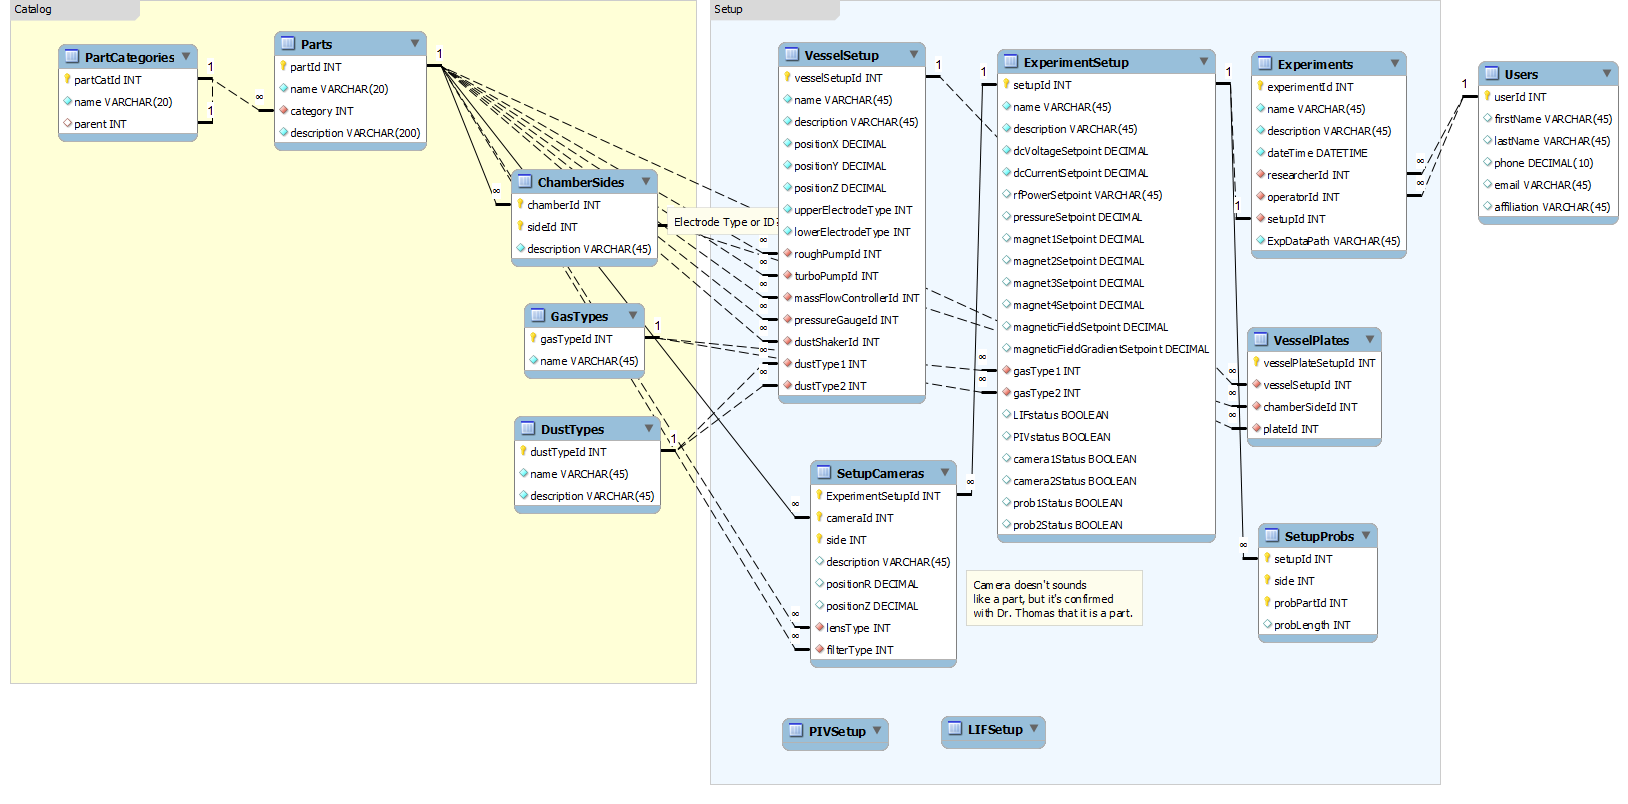 Catalog
Setup
PartCategories
partCatId INT
name VARCHAR(20)
parent INT
1
1
∞
Parts
partId INT
name VARCHAR(20)
category INT
description VARCHAR(200)
1
∞
ChamberSides
chamberId INT
sideId INT
description VARCHAR(45)
Electrode Type or ID?
GasTypes
gasTypeId INT
name VARCHAR(45)
1
DustTypes
dustTypeId INT
name VARCHAR(45)
description VARCHAR(45)
1
VesselSetup
vesselSetupId INT
name VARCHAR(45)
description VARCHAR(45)
positionX DECIMAL
positionY DECIMAL
positionZ DECIMAL
upperElectrodeType INT
lowerElectrodeType INT
roughPumpId INT
turboPumpId INT
massFlowControllerId INT
pressureGaugeId INT
dustShakerId INT
dustType1 INT
dustType2 INT
∞
∞
∞
∞
∞
∞
∞
1
SetupCameras
ExperimentSetupId INT
cameraId INT
side INT
description VARCHAR(45)
positionR DECIMAL
positionZ DECIMAL
lensType INT
filterType INT
∞
∞
∞
∞
ExperimentSetup
setupId INT
name VARCHAR(45)
description VARCHAR(45)
dcVoltageSetpoint DECIMAL
dcCurrentSetpoint DECIMAL
rfPowerSetpoint VARCHAR(45)
pressureSetpoint DECIMAL
magnet1Setpoint DECIMAL
magnet2Setpoint DECIMAL
magnet3Setpoint DECIMAL
magnet4Setpoint DECIMAL
magneticFieldSetpoint DECIMAL
magneticFieldGradientSetpoint DECIMAL
gasType1 INT
gasType2 INT
LIFstatus BOOLEAN
PIVstatus BOOLEAN
camera1Status BOOLEAN
camera2Status BOOLEAN
prob1Status BOOLEAN
prob2Status BOOLEAN
1
1
∞
∞
Camera doesn't sounds
like a part, but it's confirmed
with Dr. Thomas that it is a part.
Experiments
experimentId INT
name VARCHAR(45)
description VARCHAR(45)
dateTime DATETIME
researcherId INT
operatorId INT
setupId INT
ExpDataPath VARCHAR(45)
1
∞
∞
Users
userId INT
firstName VARCHAR(45)
lastName VARCHAR(45)
phone DECIMAL(10)
email VARCHAR(45)
affiliation VARCHAR(45)
1
VesselPlates
vesselPlateSetupId INT
vesselSetupId INT
chamberSideId INT
plateId INT
∞
∞
∞
SetupProbs
setupId INT
side INT
probPartId INT
probLength INT
∞
PIVSetup
LIFSetup